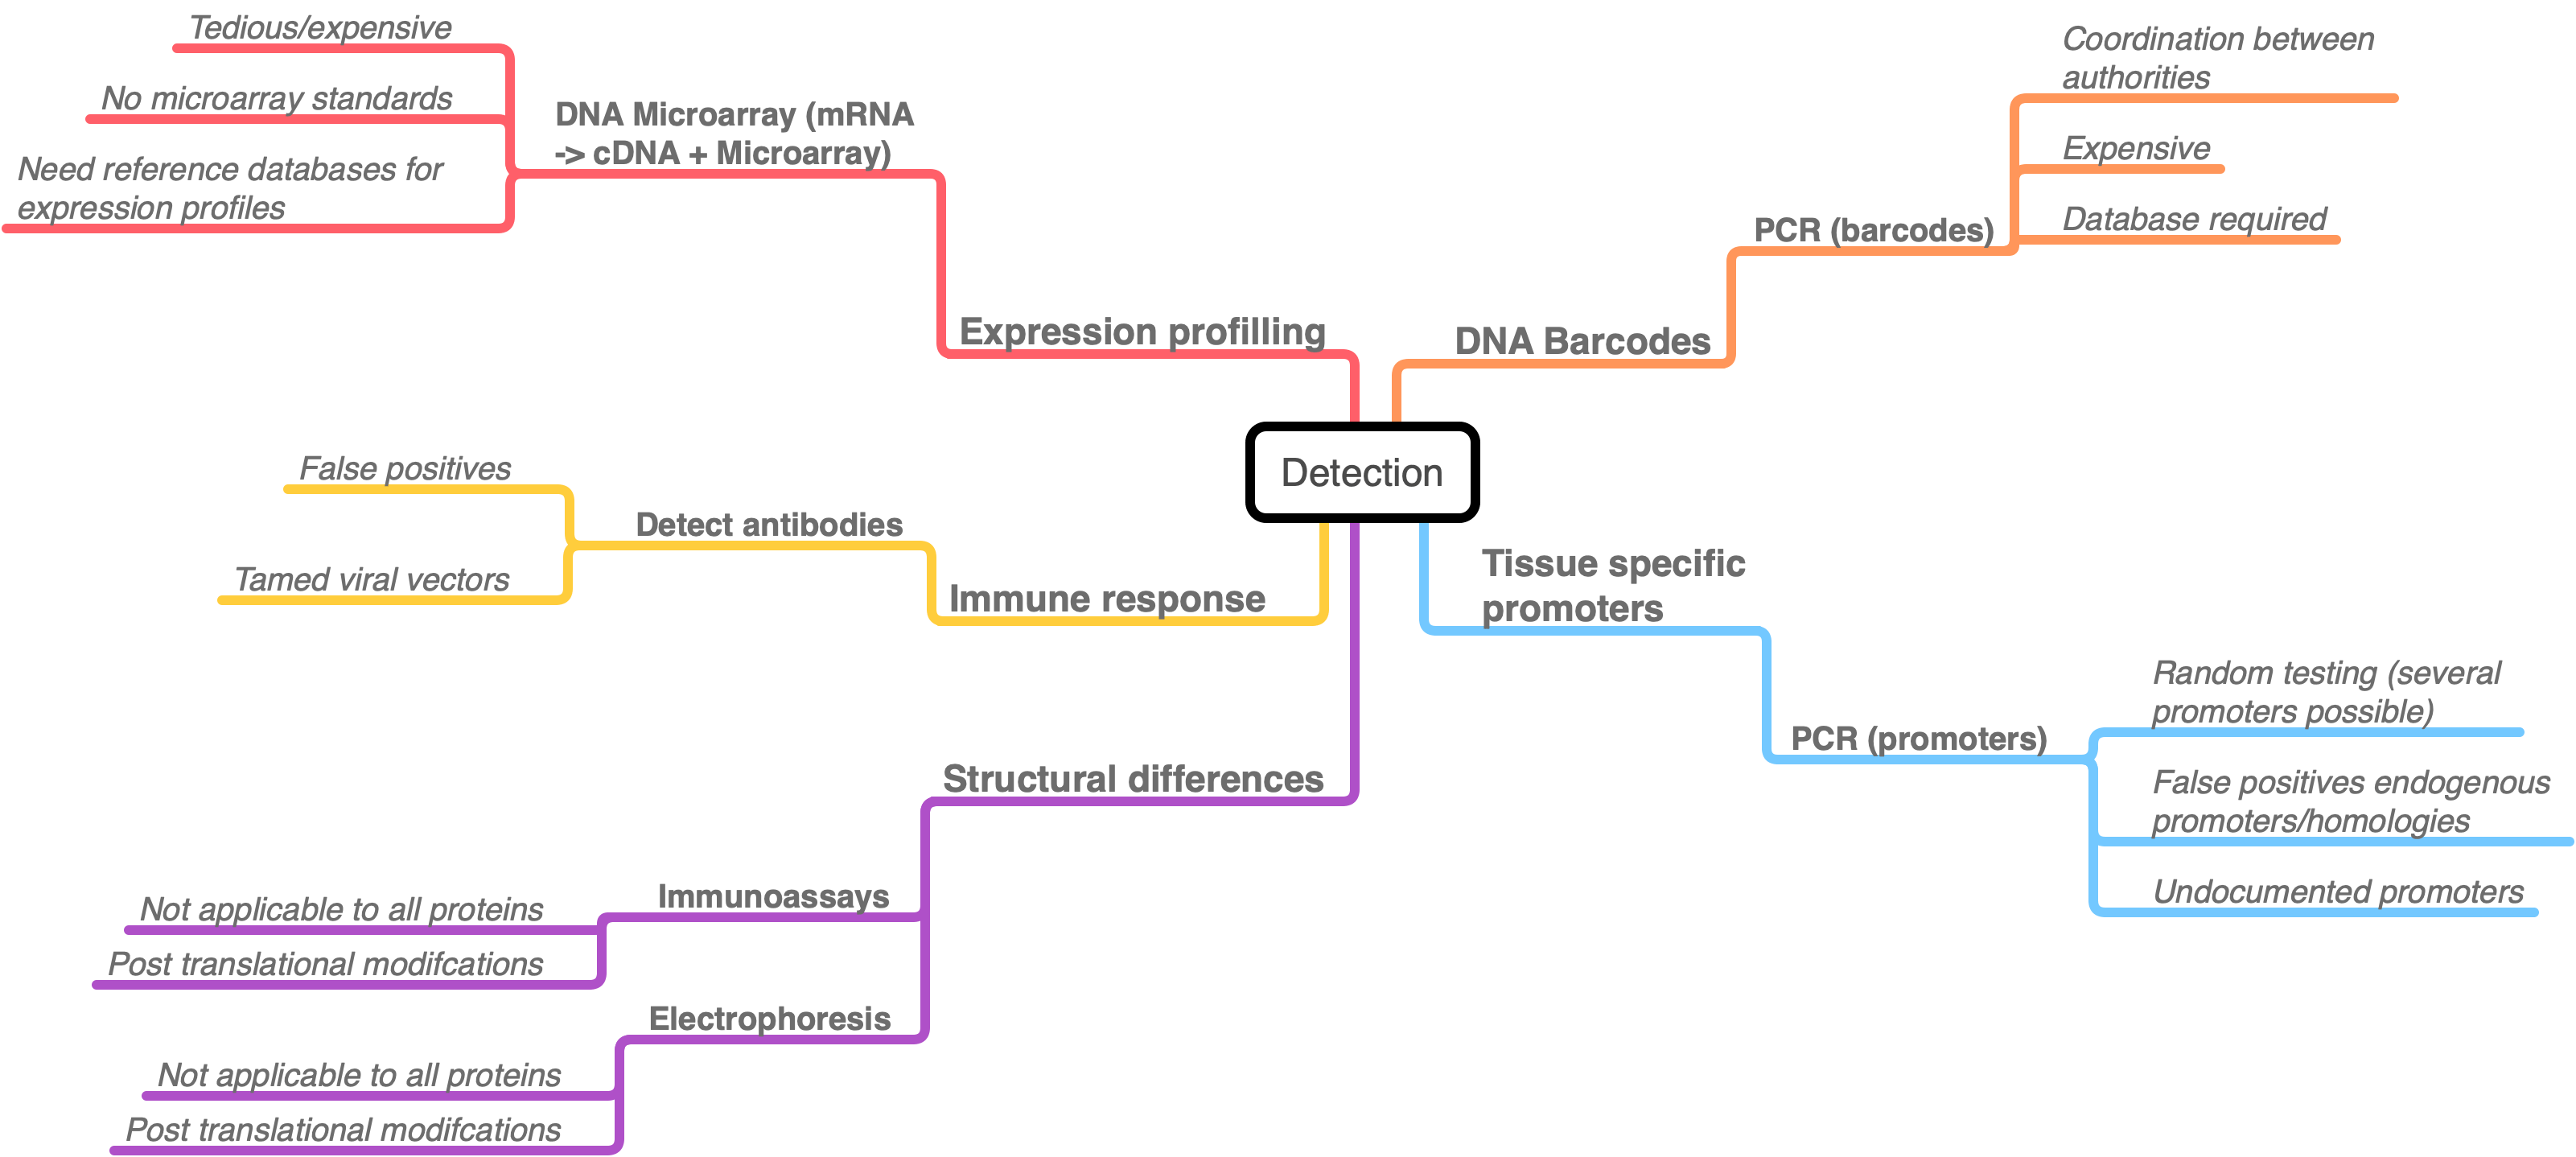 Tedious/expensive
No microarray standards
Need reference databases for
expression profiles
DNA Microarray (mRNA
-> cDNA + Microarray)
Expression profilling
Coordination between
authorities
Expensive
Database required
PCR (barcodes)
DNA Barcodes
Detection
False positives
Tamed viral vectors
Detect antibodies
Immune response
Tissue specific
promoters
PCR (promoters)
Random testing (several
promoters possible)
False positives endogenous
promoters/homologies
Undocumented promoters
Structural differences
Immunoassays
Not applicable to all proteins
Post translational modifcations
Electrophoresis
Not applicable to all proteins
Post translational modifcations